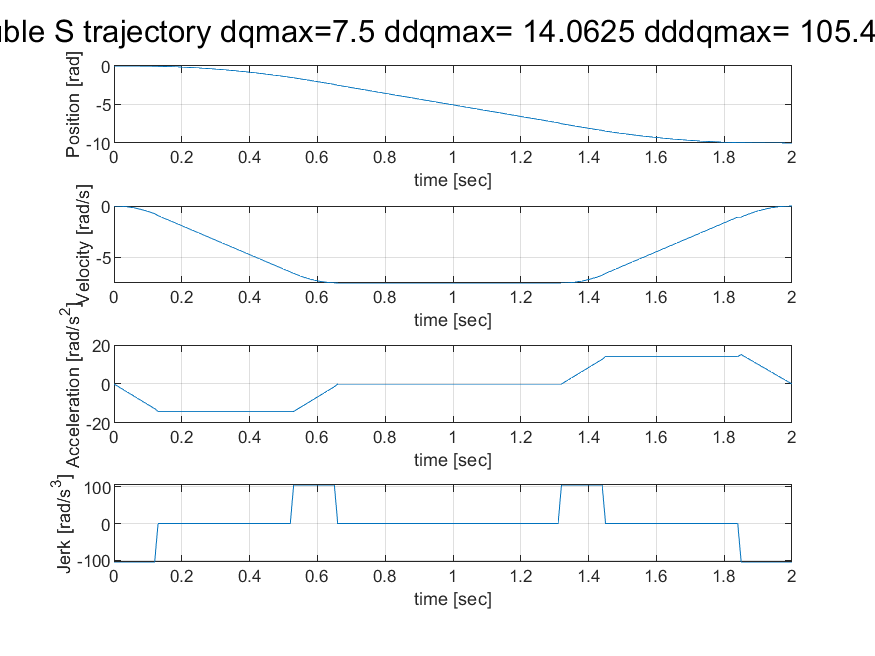 uble S trajectory dqmax=7.5 ddqmax= 14.0625 dddqmax= 105.4
Position [rad]
0
-5
-10
0 0.2 0.4 0.6 0.8 1 1.2 1.4 1.6 1.8 2
time [sec]
Velocity [rad/s]
0
-5
0 0.2 0.4 0.6 0.8 1 1.2 1.4 1.6 1.8 2
time [sec]
Acceleration [rad/s²]
20
0
-20
0 0.2 0.4 0.6 0.8 1 1.2 1.4 1.6 1.8 2
time [sec]
Jerk [rad/s³]
100
0
-100
0 0.2 0.4 0.6 0.8 1 1.2 1.4 1.6 1.8 2
time [sec]